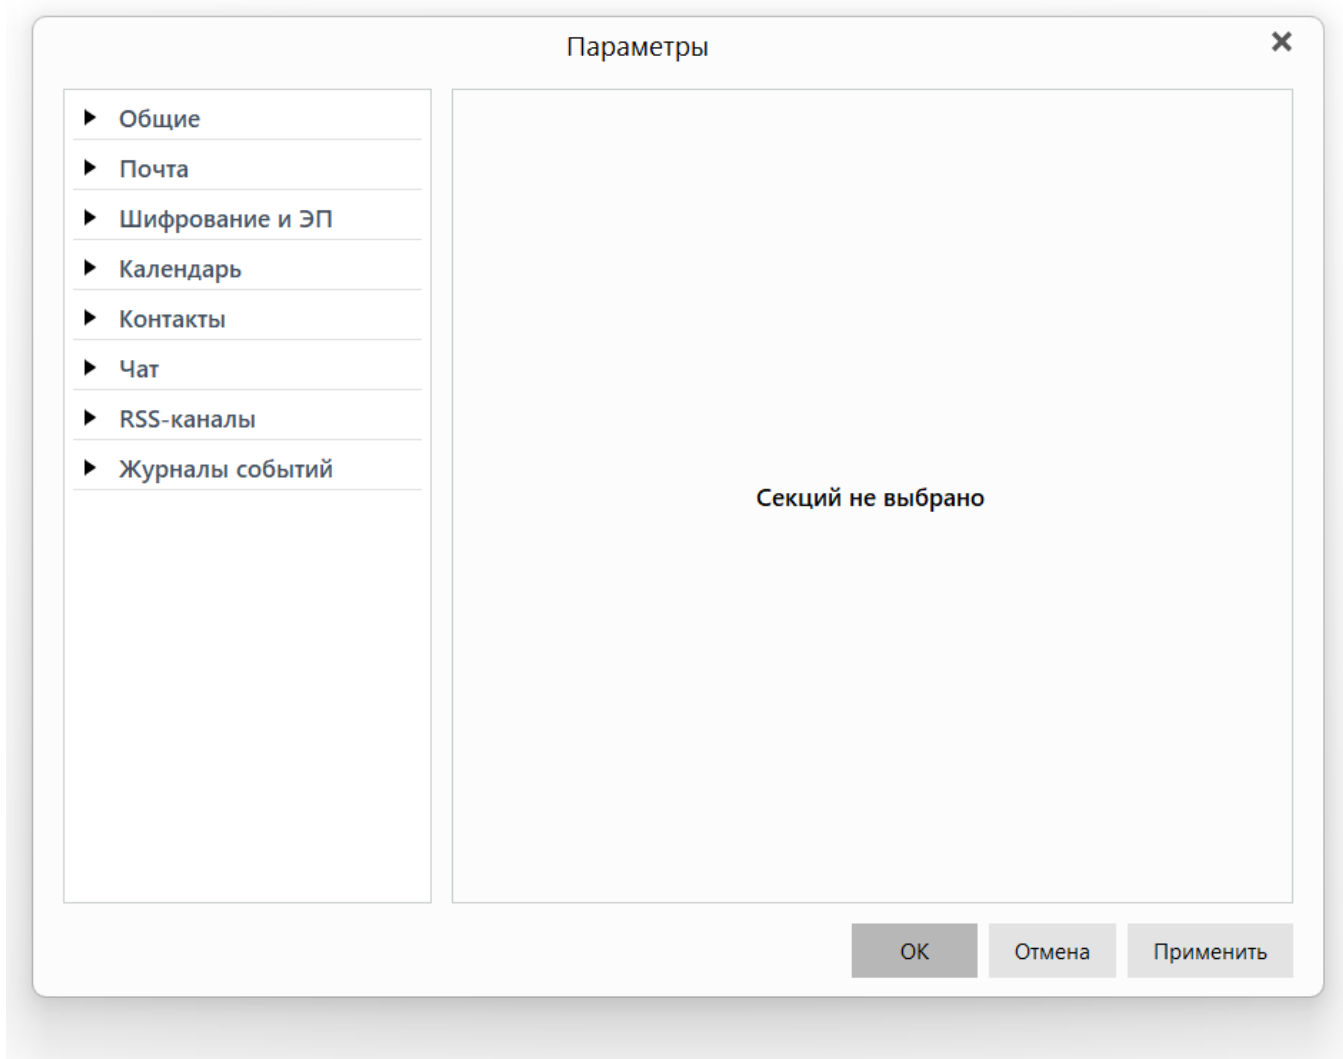 Параметры
Общие
Почта
Шифрование и ЭП
Календарь
Контакты
Чат
RSS-каналы
Журналы событий
Секций не выбрано
ОК
Отмена
Применить